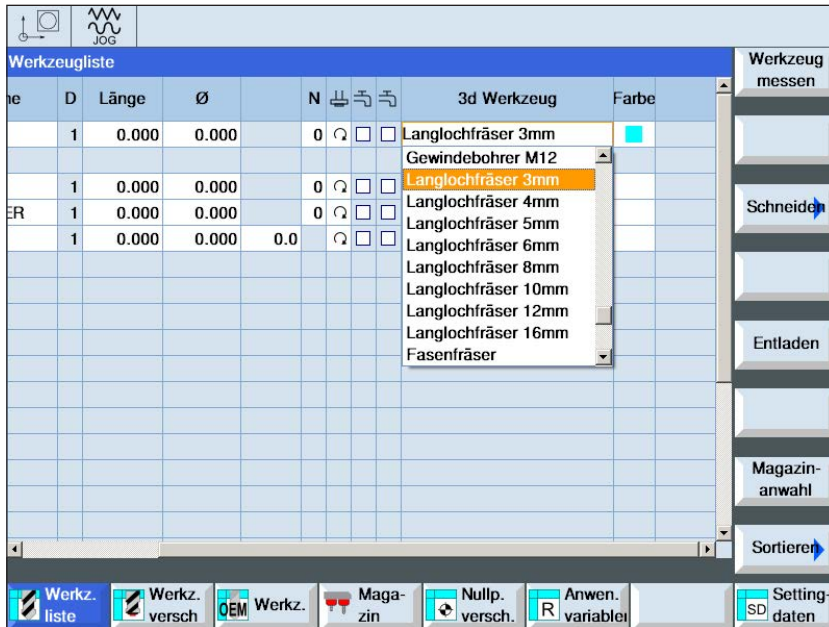 JOG
Werkzeugliste
D Länge Ø N 3d Werkzeug Farbe
1 0.000 0.000 0 Langlochfräser 3mm
Gewindebohrer M12
1 0.000 0.000 0 Langlochfräser 3mm
Langlochfräser 4mm
ER 1 0.000 0.000 0
Langlochfräser 5mm
1 0.000 0.000 0.0
Langlochfräser 6mm
Langlochfräser 8mm
Langlochfräser 10mm
Langlochfräser 12mm
Langlochfräser 16mm
Fasenfräser
Werkzeug
messen
Schneiden
Entladen
Magazin-
anwahl
Sortieren
Werkz.
liste
Werkz.
versch
OEM Werkz.
Maga-
zin
Nullp.
versch.
R Anwen.
variablen
SD Setting-
daten